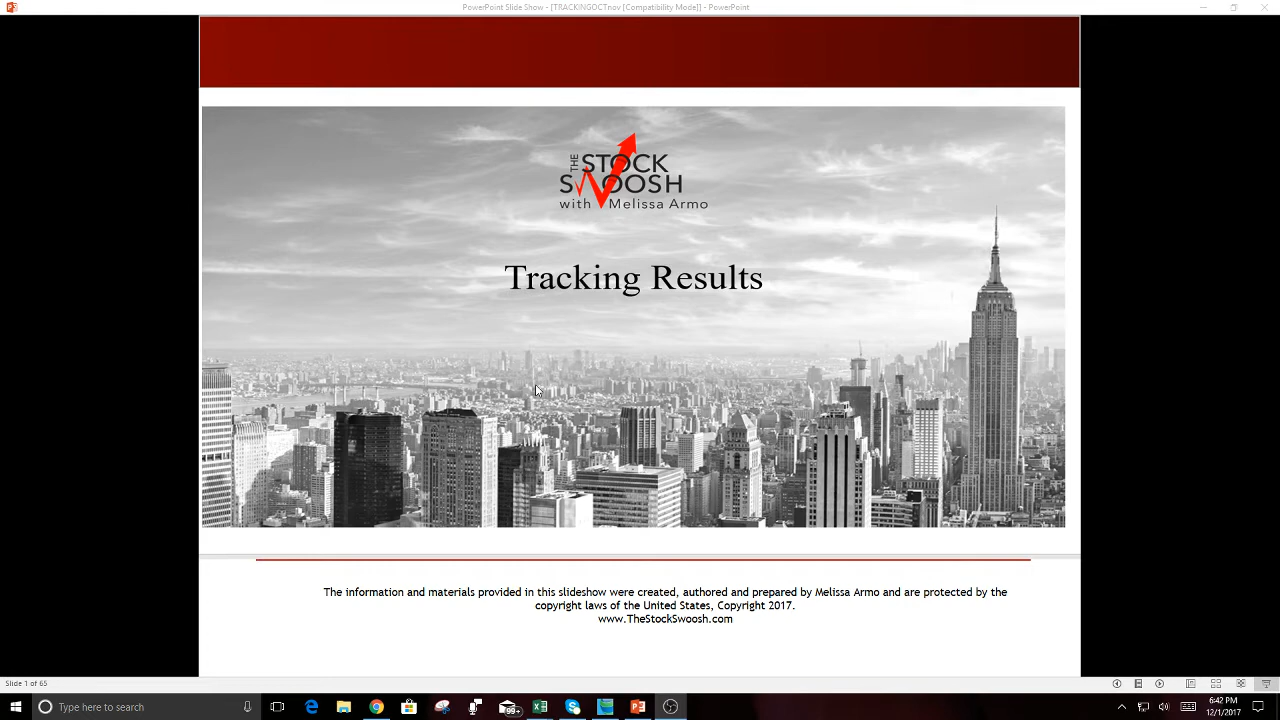 PowerPoint Slide Show - [TRACKINGOCTnov [Compatibility Mode]] - PowerPoint
THE STOCK
SWOOSH
with Melissa Armo
Tracking Results
The information and materials provided in this slideshow were created, authored and prepared by Melissa Armo and are protected by the
copyright laws of the United States, Copyright 2017.
www.TheStockSwoosh.com
Slide 1 of 65
Type here to search
99+
6:42 PM
12/1/2017